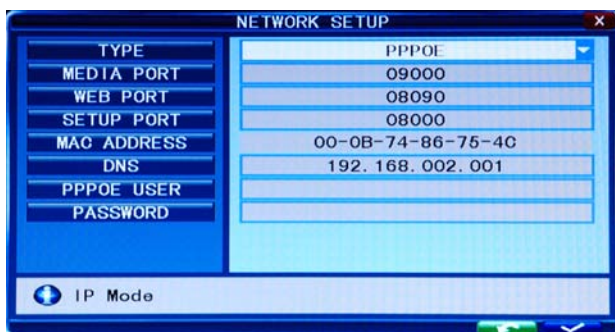 NETWORK SETUP
TYPE PPPOE
MEDIA PORT 09000
WEB PORT 08090
SETUP PORT 08000
MAC ADDRESS 00-0B-74-86-75-4C
DNS 192.168.002.001
PPPOE USER
PASSWORD
IP Mode